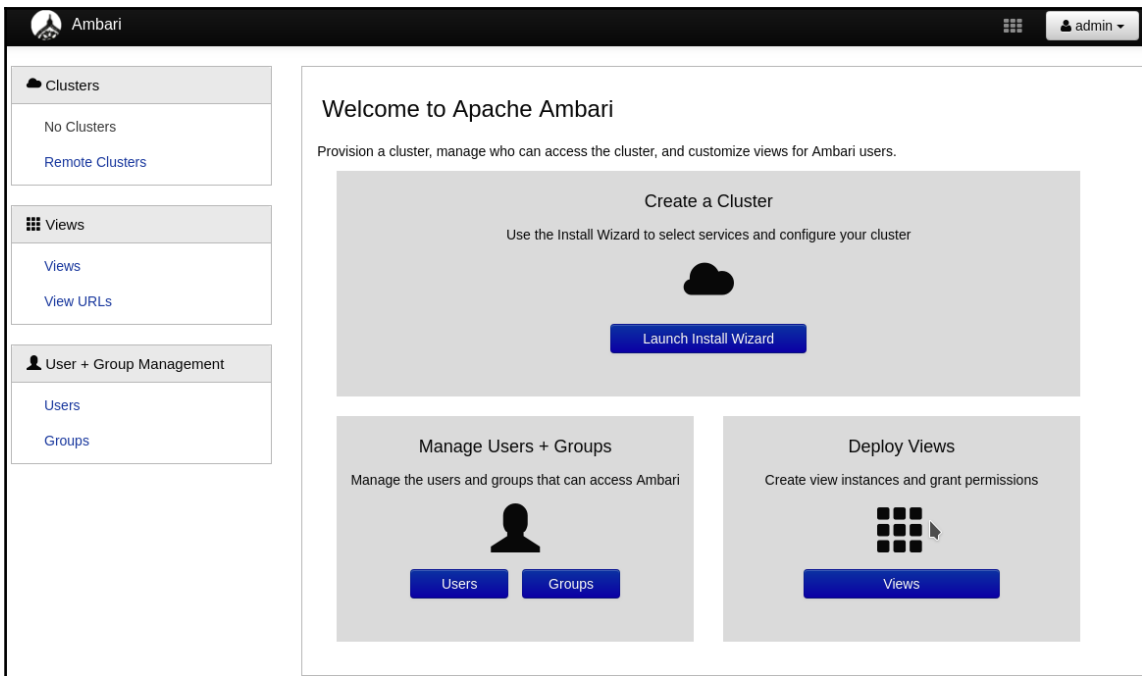 Ambari
admin
Clusters
No Clusters
Remote Clusters
Views
Views
View URLs
User + Group Management
Users
Groups
Welcome to Apache Ambari
Provision a cluster, manage who can access the cluster, and customize views for Ambari users.
Create a Cluster
Use the Install Wizard to select services and configure your cluster
Launch Install Wizard
Manage Users + Groups
Manage the users and groups that can access Ambari
Users Groups
Deploy Views
Create view instances and grant permissions
Views